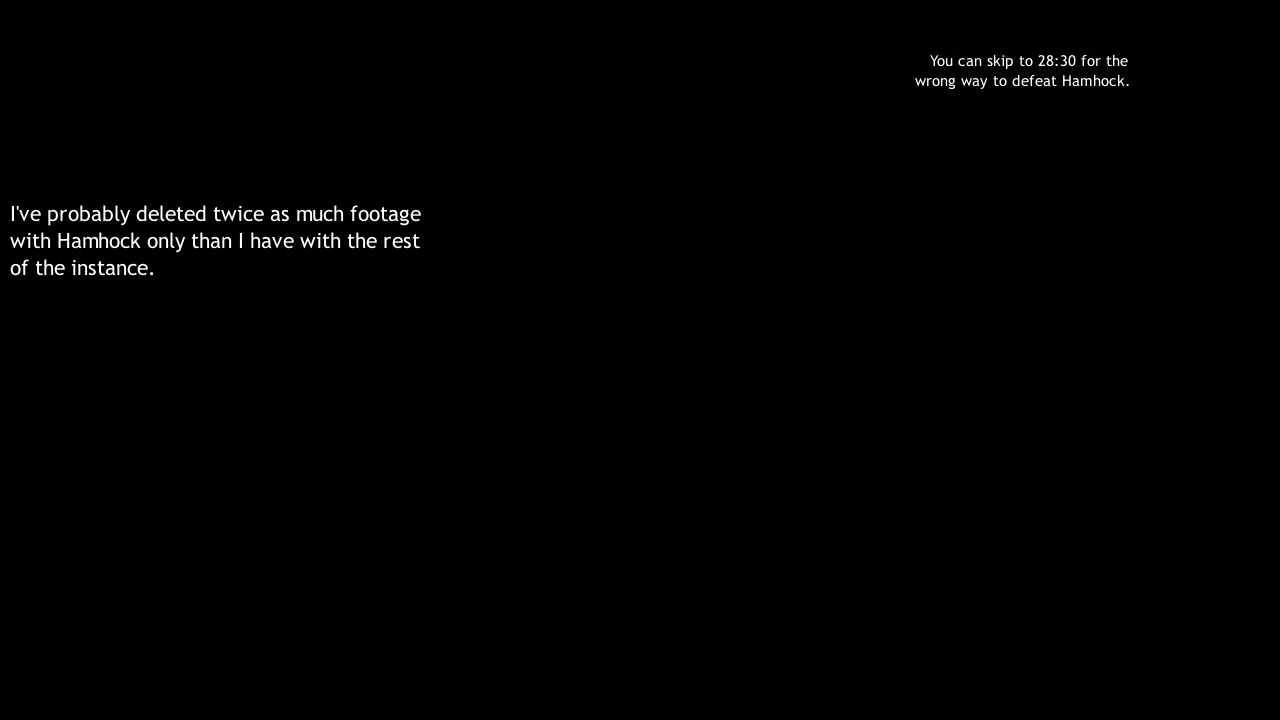 You can skip to 28:30 for the
wrong way to defeat Hamhock.
I've probably deleted twice as much footage
with Hamhock only than I have with the rest
of the instance.